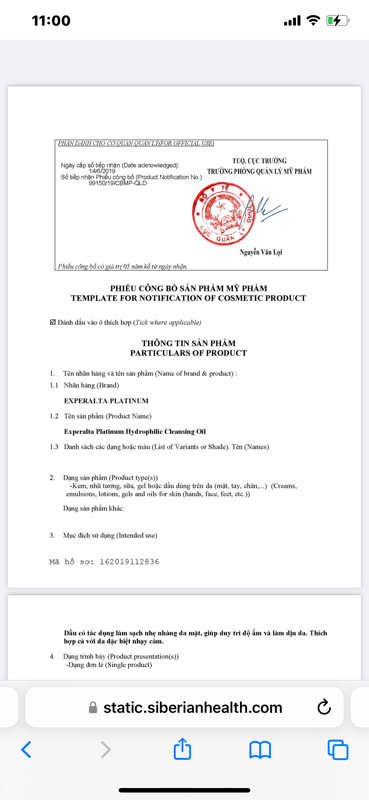 11:00
PHẦN DÀNH CHO CƠ QUAN QUẢN LÝ(FOR OFFICIAL USE)
Ngày cấp số tiếp nhận (Date acknowledged):
14/6/2019
Số tiếp nhận Phiếu công bố (Product Notification No.):
99150/19/CBMP-QLD
TUQ. CỤC TRƯỞNG
TRƯỞNG PHÒNG QUẢN LÝ MỸ PHẨM
BỘ Y TẾ
CỤC QUẢN LÝ
Nguyễn Văn Lợi
Phiếu công bố có giá trị 05 năm kể từ ngày nhận.
PHIẾU CÔNG BỐ SẢN PHẨM MỸ PHẨM
TEMPLATE FOR NOTIFICATION OF COSMETIC PRODUCT
Đánh dấu vào ô thích hợp (Tick where applicable)
THÔNG TIN SẢN PHẨM
PARTICULARS OF PRODUCT
1. Tên nhãn hàng và tên sản phẩm (Name of brand & product) :
1.1 Nhãn hàng (Brand)
EXPERALTA PLATINUM
1.2 Tên sản phẩm (Product Name)
Experalta Platinum Hydrophilic Cleansing Oil
1.3 Danh sách các dạng hoặc màu (List of Variants or Shade). Tên (Names)
2. Dạng sản phẩm (Product type(s))
-Kem, nhũ tương, sữa, gel hoặc dầu dùng trên da (mặt, tay, chân,...) (Creams,
emulsions, lotions, gels and oils for skin (hands, face, feet, etc.))
Dạng sản phẩm khác:
3. Mục đích sử dụng (Intended use)
Mã hồ sơ: 162019112836
Dầu có tác dụng làm sạch nhẹ nhàng da mặt, giúp duy trì độ ẩm và làm dịu da. Thích
hợp cả với da đặc biệt nhạy cảm.
4. Dạng trình bày (Product presentation(s))
-Dạng đơn lẻ (Single product)
static.siberianhealth.com